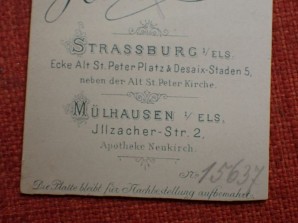 STRASSBURG I/ELS.
Ecke Alt St. Peter Platz & Desaix-Staden 5,
neben der Alt St. Peter Kirche.
MÜLHAUSEN I/ ELS.
Jllzacher-Str. 2,
Apotheke Neukirch.
No. 15637
Die Platte bleibt für Nachbestellung aufbewahrt.